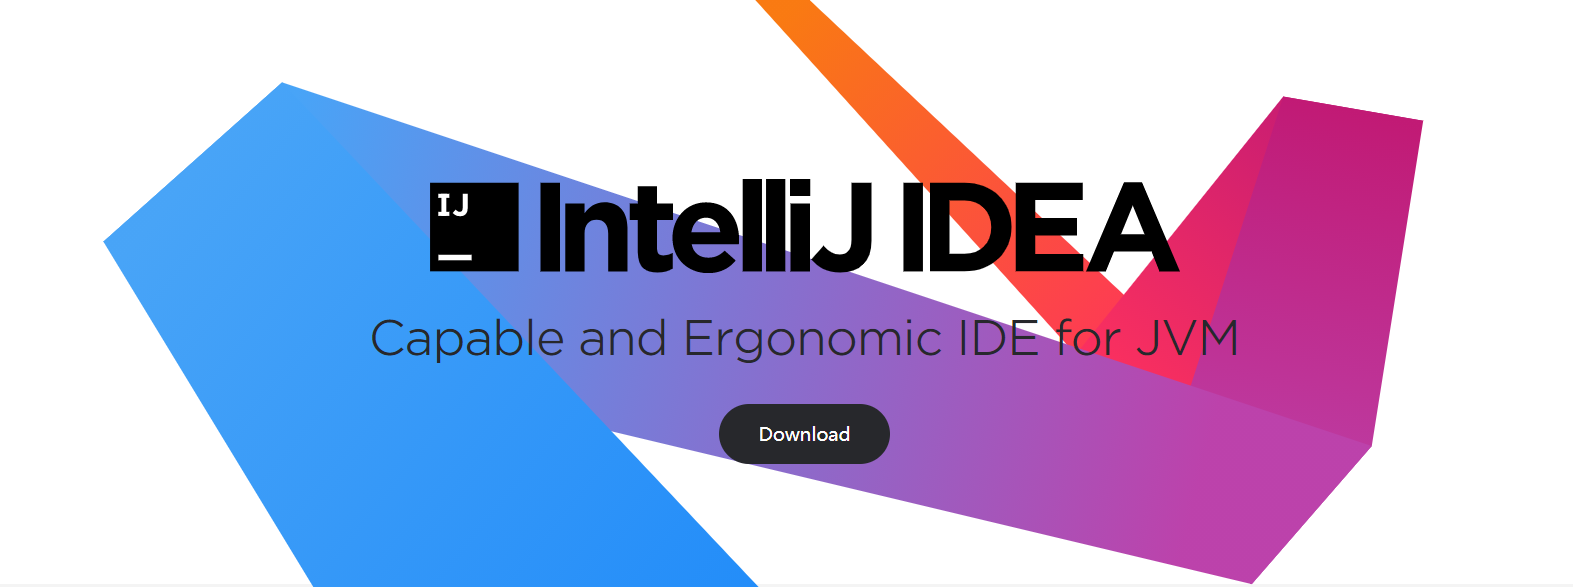 IJ
IntelliJ IDEA
Capable and Ergonomic IDE for JVM
Download